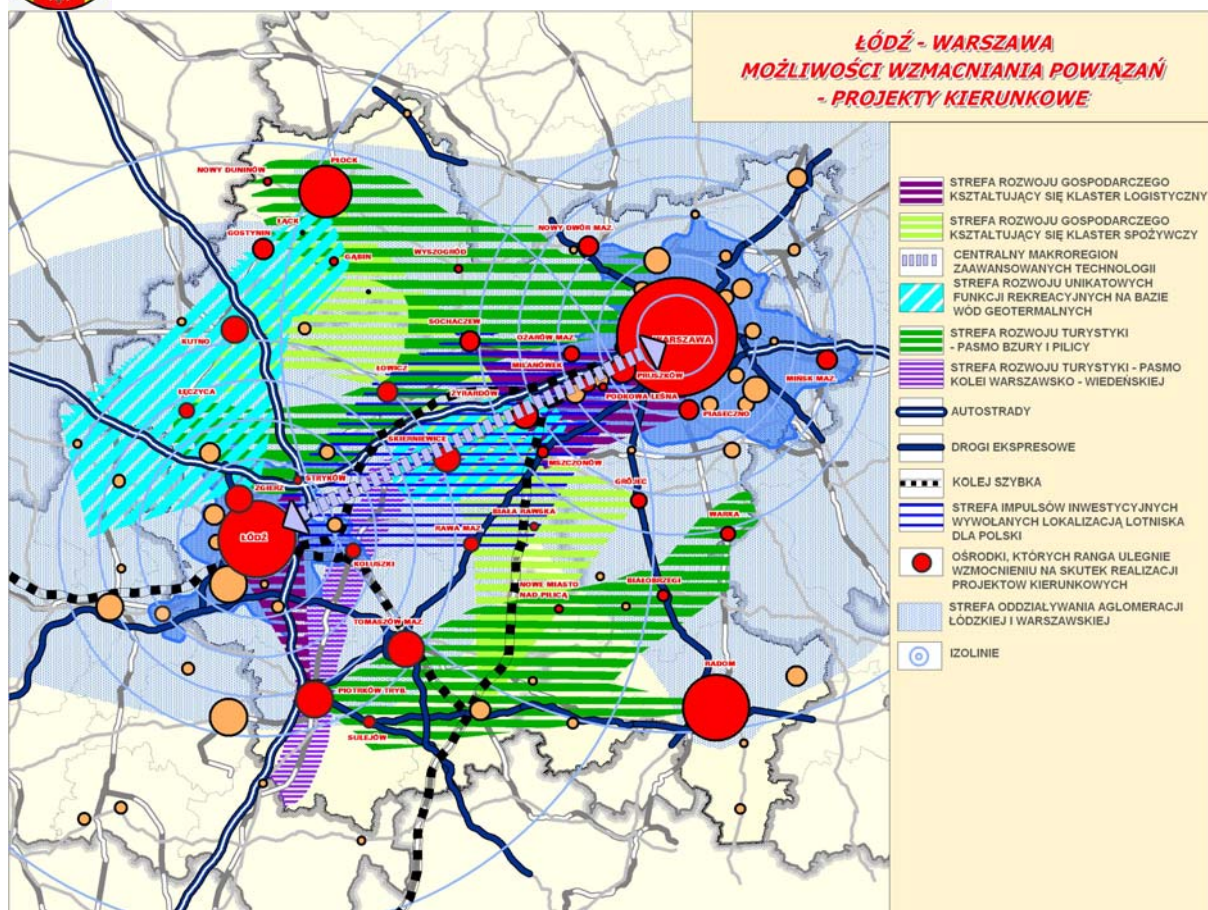 ŁÓDŹ - WARSZAWA
MOŻLIWOŚCI WZMACNIANIA POWIĄZAŃ
- PROJEKTY KIERUNKOWE
PŁOCK
NOWY DUNINÓW
ŁĄCK
GOSTYNIN
GĄBIN
WYSZOGRÓD
NOWY DWÓR MAZ.
KUTNO
SOCHACZEW
OŻARÓW MAZ.
WARSZAWA
MILANÓWEK
PRUSZKÓW
MIŃSK MAZ.
ŁOWICZ
ŻYRARDÓW
PODKOWA LEŚNA
PIASECZNO
ŁĘCZYCA
SKIERNIEWICE
MSZCZONÓW
STRYKÓW
ZGIERZ
GRÓJEC
BIAŁA RAWSKA
WARKA
ŁÓDŹ
RAWA MAZ.
KOLUSZKI
BIAŁOBRZEGI
NOWE MIASTO
NAD PILICĄ
TOMASZÓW MAZ.
RADOM
PIOTRKÓW TRYB.
SULEJÓW
STREFA ROZWOJU GOSPODARCZEGO
KSZTAŁTUJĄCY SIĘ KLASTER LOGISTYCZNY
STREFA ROZWOJU GOSPODARCZEGO
KSZTAŁTUJĄCY SIĘ KLASTER SPOŻYWCZY
CENTRALNY MAKROREGION
ZAAWANSOWANYCH TECHNOLOGII
STREFA ROZWOJU UNIKATOWYCH
FUNKCJI REKREACYJNYCH NA BAZIE
WÓD GEOTERMALNYCH
STREFA ROZWOJU TURYSTYKI
- PASMO BZURY I PILICY
STREFA ROZWOJU TURYSTYKI - PASMO
KOLEI WARSZAWSKO - WIEDEŃSKIEJ
AUTOSTRADY
DROGI EKSPRESOWE
KOLEJ SZYBKA
STREFA IMPULSÓW INWESTYCYJNYCH
WYWOŁANYCH LOKALIZACJĄ LOTNISKA
DLA POLSKI
OŚRODKI, KTÓRYCH RANGA ULEGNIE
WZMOCNIENIU NA SKUTEK REALIZACJI
PROJEKTOW KIERUNKOWYCH
STREFA ODDZIAŁYWANIA AGLOMERACJI
ŁÓDZKIEJ I WARSZAWSKIEJ
IZOLINIE